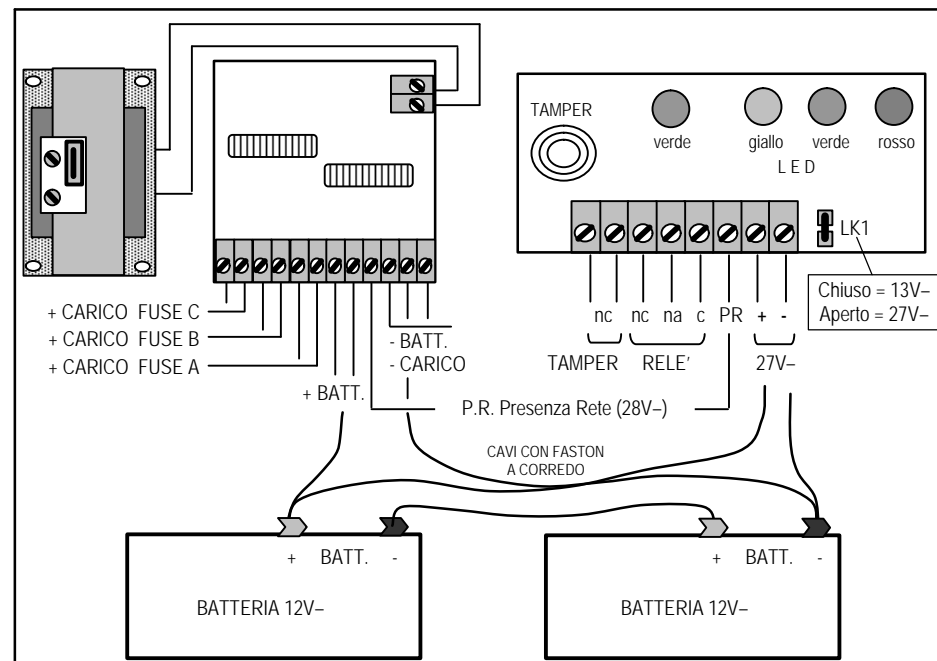 TAMPER
verde giallo verde rosso
LED
LK1
Chiuso = 13V–
Aperto = 27V–
+ CARICO FUSE C
+ CARICO FUSE B
+ CARICO FUSE A
- BATT.
- CARICO
+ BATT.
nc nc na c PR + -
TAMPER RELE' 27V–
P.R. Presenza Rete (28V–)
CAVI CON FASTON
A CORREDO
+ BATT. -
+ BATT. -
BATTERIA 12V–
BATTERIA 12V–